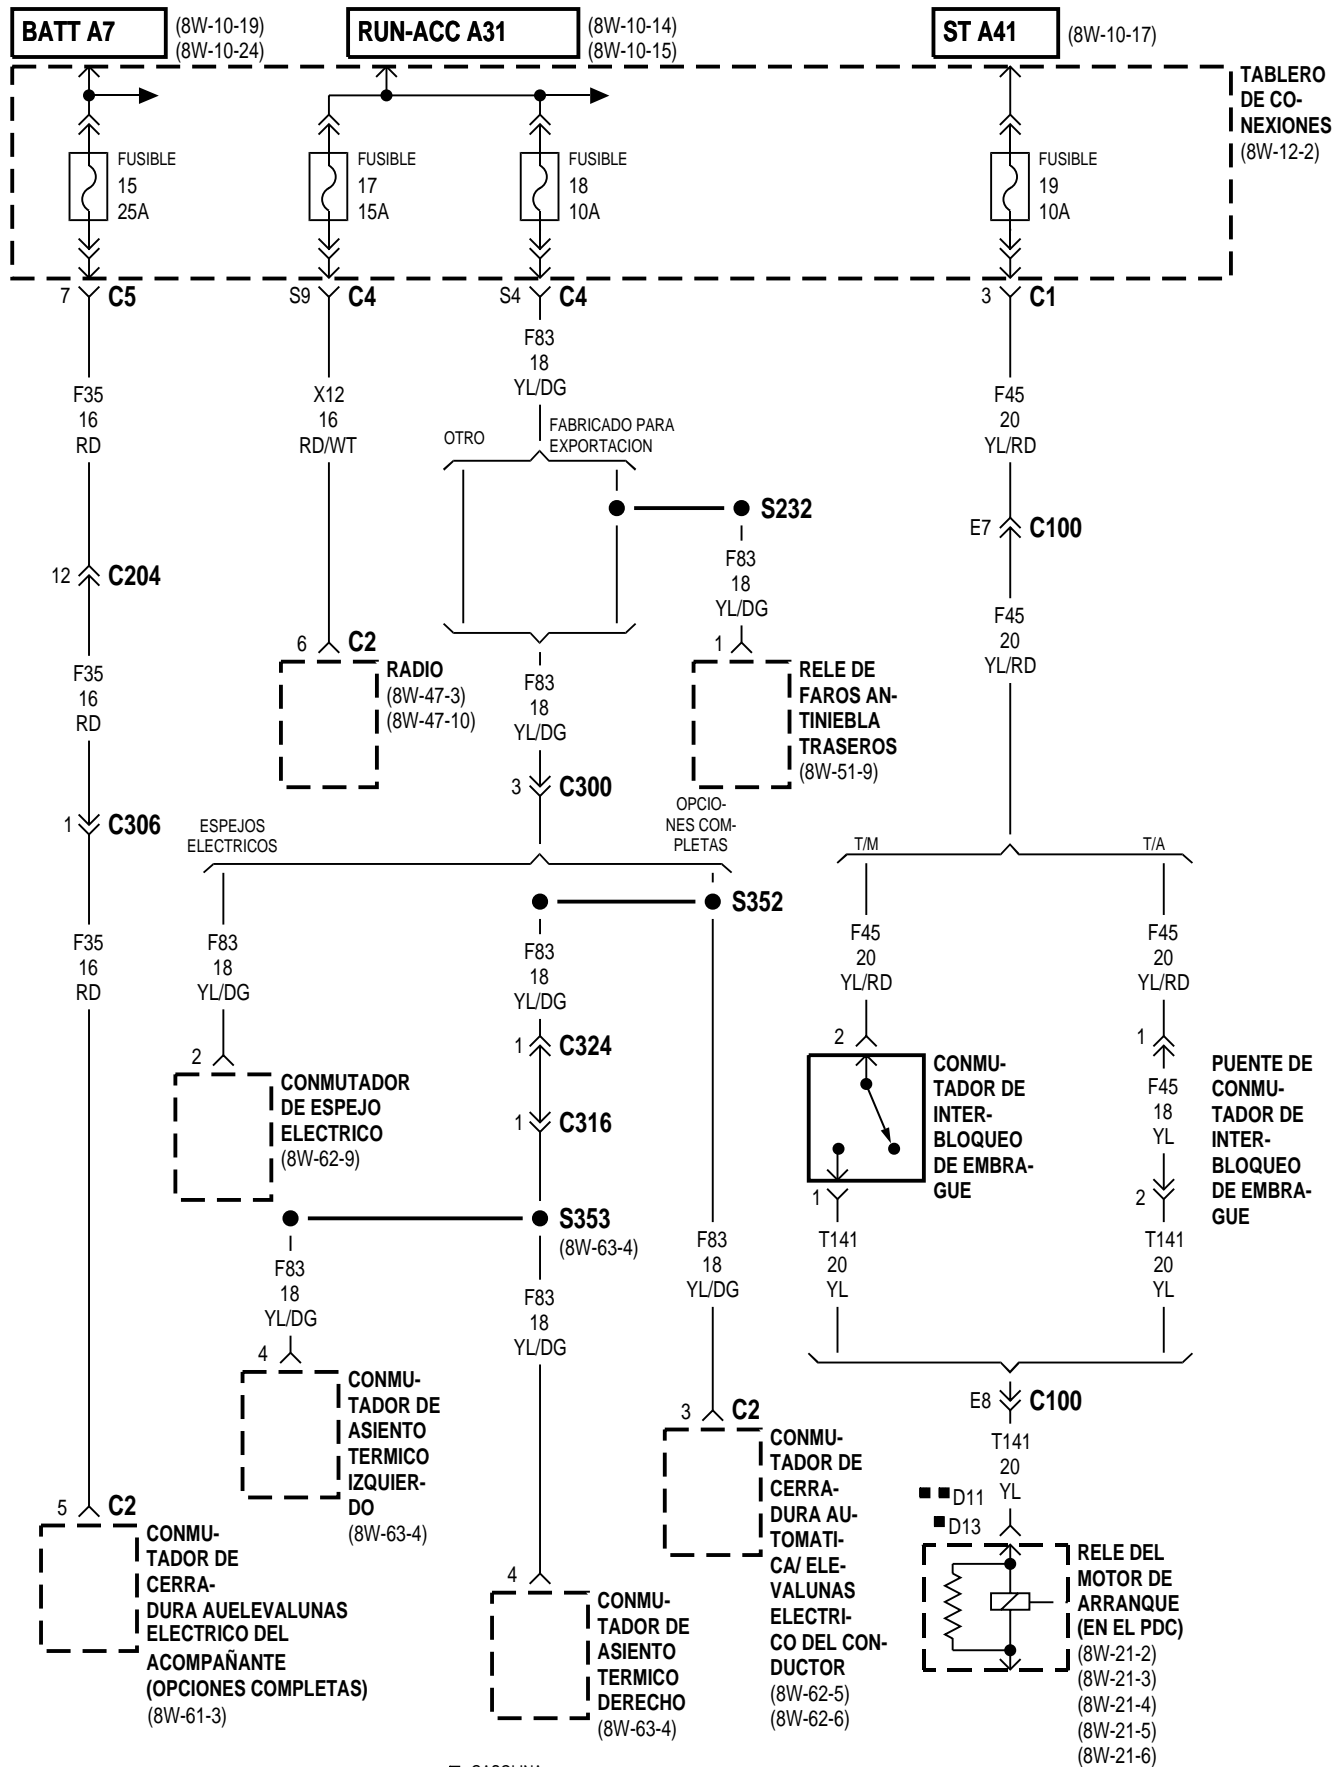 BATT A7
(8W-10-19)
(8W-10-24)
RUN-ACC A31
(8W-10-14)
(8W-10-15)
ST A41
(8W-10-17)
TABLERO
DE CO-
NEXIONES
(8W-12-2)
FUSIBLE
15
25A
FUSIBLE
17
15A
FUSIBLE
18
10A
FUSIBLE
19
10A
7 C5
S9 C4
S4 C4
3 C1
F35
16
RD
X12
16
RD/WT
F83
18
YL/DG
F45
20
YL/RD
OTRO
FABRICADO PARA
EXPORTACION
S232
E7 C100
12 C204
F83
18
YL/DG
F45
20
YL/RD
6 C2
RADIO
(8W-47-3)
(8W-47-10)
1
RELE DE
FAROS AN-
TINIEBLA
TRASEROS
(8W-51-9)
F35
16
RD
F83
18
YL/DG
3 C300
1 C306
ESPEJOS
ELECTRICOS
OPCIO-
NES COM-
PLETAS
T/M
T/A
S352
F35
16
RD
F83
18
YL/DG
F83
18
YL/DG
F45
20
YL/RD
F45
20
YL/RD
2
CONMUTADOR
DE ESPEJO
ELECTRICO
(8W-62-9)
1 C324
1 C316
2
CONMU-
TADOR DE
INTER-
BLOQUEO
DE EMBRA-
GUE
1
1
F45
18
YL
2
PUENTE DE
CONMU-
TADOR DE
INTER-
BLOQUEO
DE EMBRA-
GUE
S353
(8W-63-4)
F83
18
YL/DG
F83
18
YL/DG
F83
18
YL/DG
T141
20
YL
T141
20
YL
4
CONMU-
TADOR DE
ASIENTO
TERMICO
IZQUIER-
DO
(8W-63-4)
E8 C100
T141
20
YL
3 C2
CONMU-
TADOR DE
CERRA-
DURA AU-
TOMATI-
CA/ ELE-
VALUNAS
ELECTRI-
CO DEL CON-
DUCTOR
(8W-62-5)
(8W-62-6)
5 C2
CONMU-
TADOR DE
CERRA-
DURA AUELEVALUNAS
ELECTRICO DEL
ACOMPAÑANTE
(OPCIONES COMPLETAS)
(8W-61-3)
4
CONMU-
TADOR DE
ASIENTO
TERMICO
DERECHO
(8W-63-4)
■ ■ D11
■ D13
RELE DEL
MOTOR DE
ARRANQUE
(EN EL PDC)
(8W-21-2)
(8W-21-3)
(8W-21-4)
(8W-21-5)
(8W-21-6)